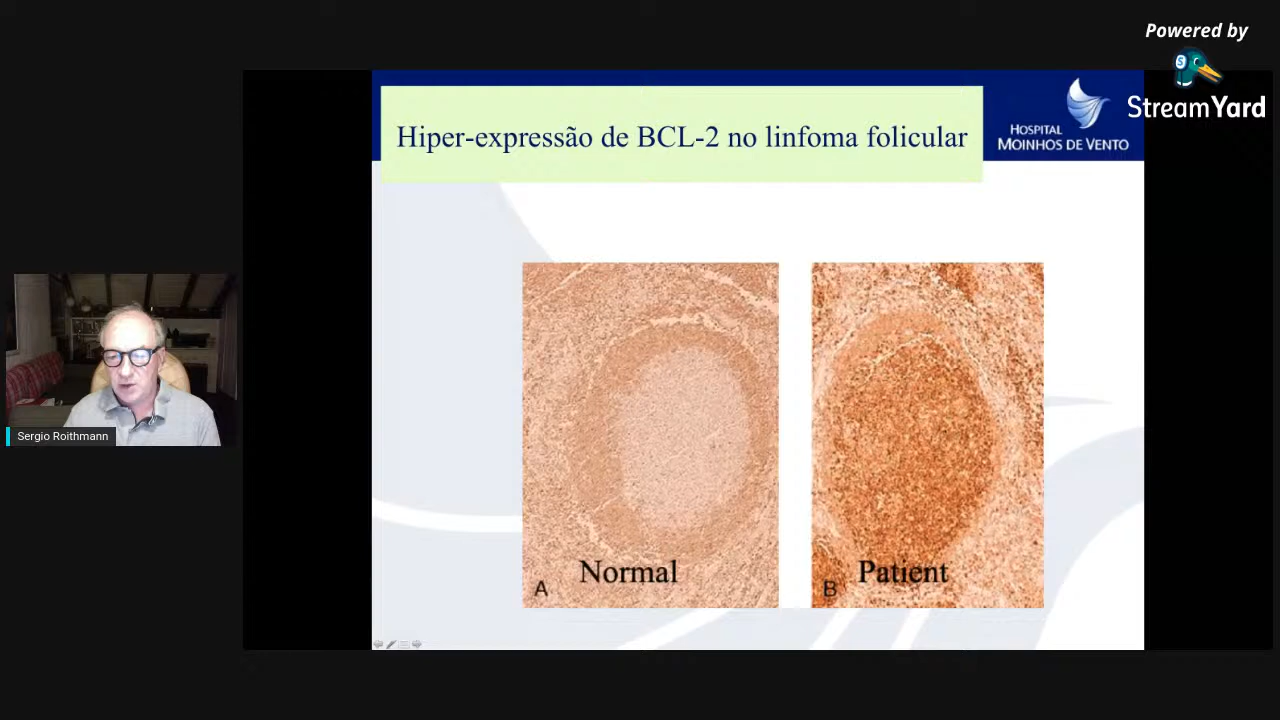 Powered by
StreamYard
Hiper-expressão de BCL-2 no linfoma folicular
HOSPITAL
MOINHOS DE VENTO
Normal
A
Patient
B
Sergio Roithmann